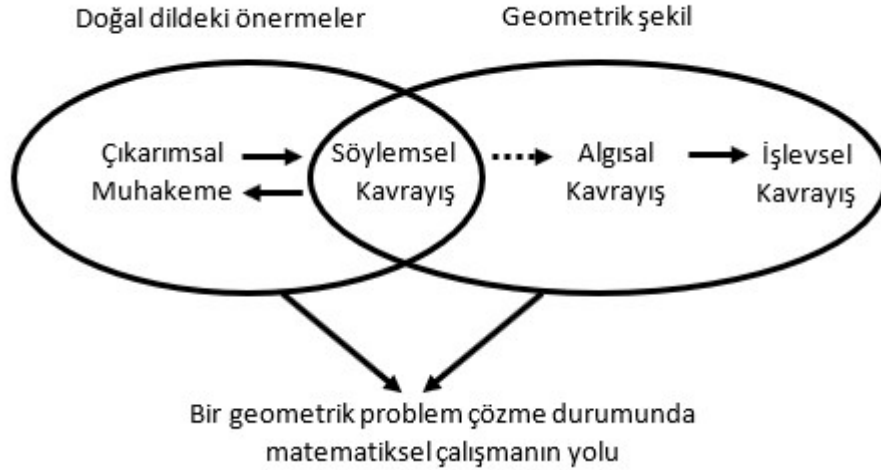 Doğal dildeki önermeler
Geometrik şekil
Çıkarımsal
Muhakeme
Söylemsel
Kavrayış
Algısal
Kavrayış
İşlevsel
Kavrayış
Bir geometrik problem çözme durumunda
matematiksel çalışmanın yolu